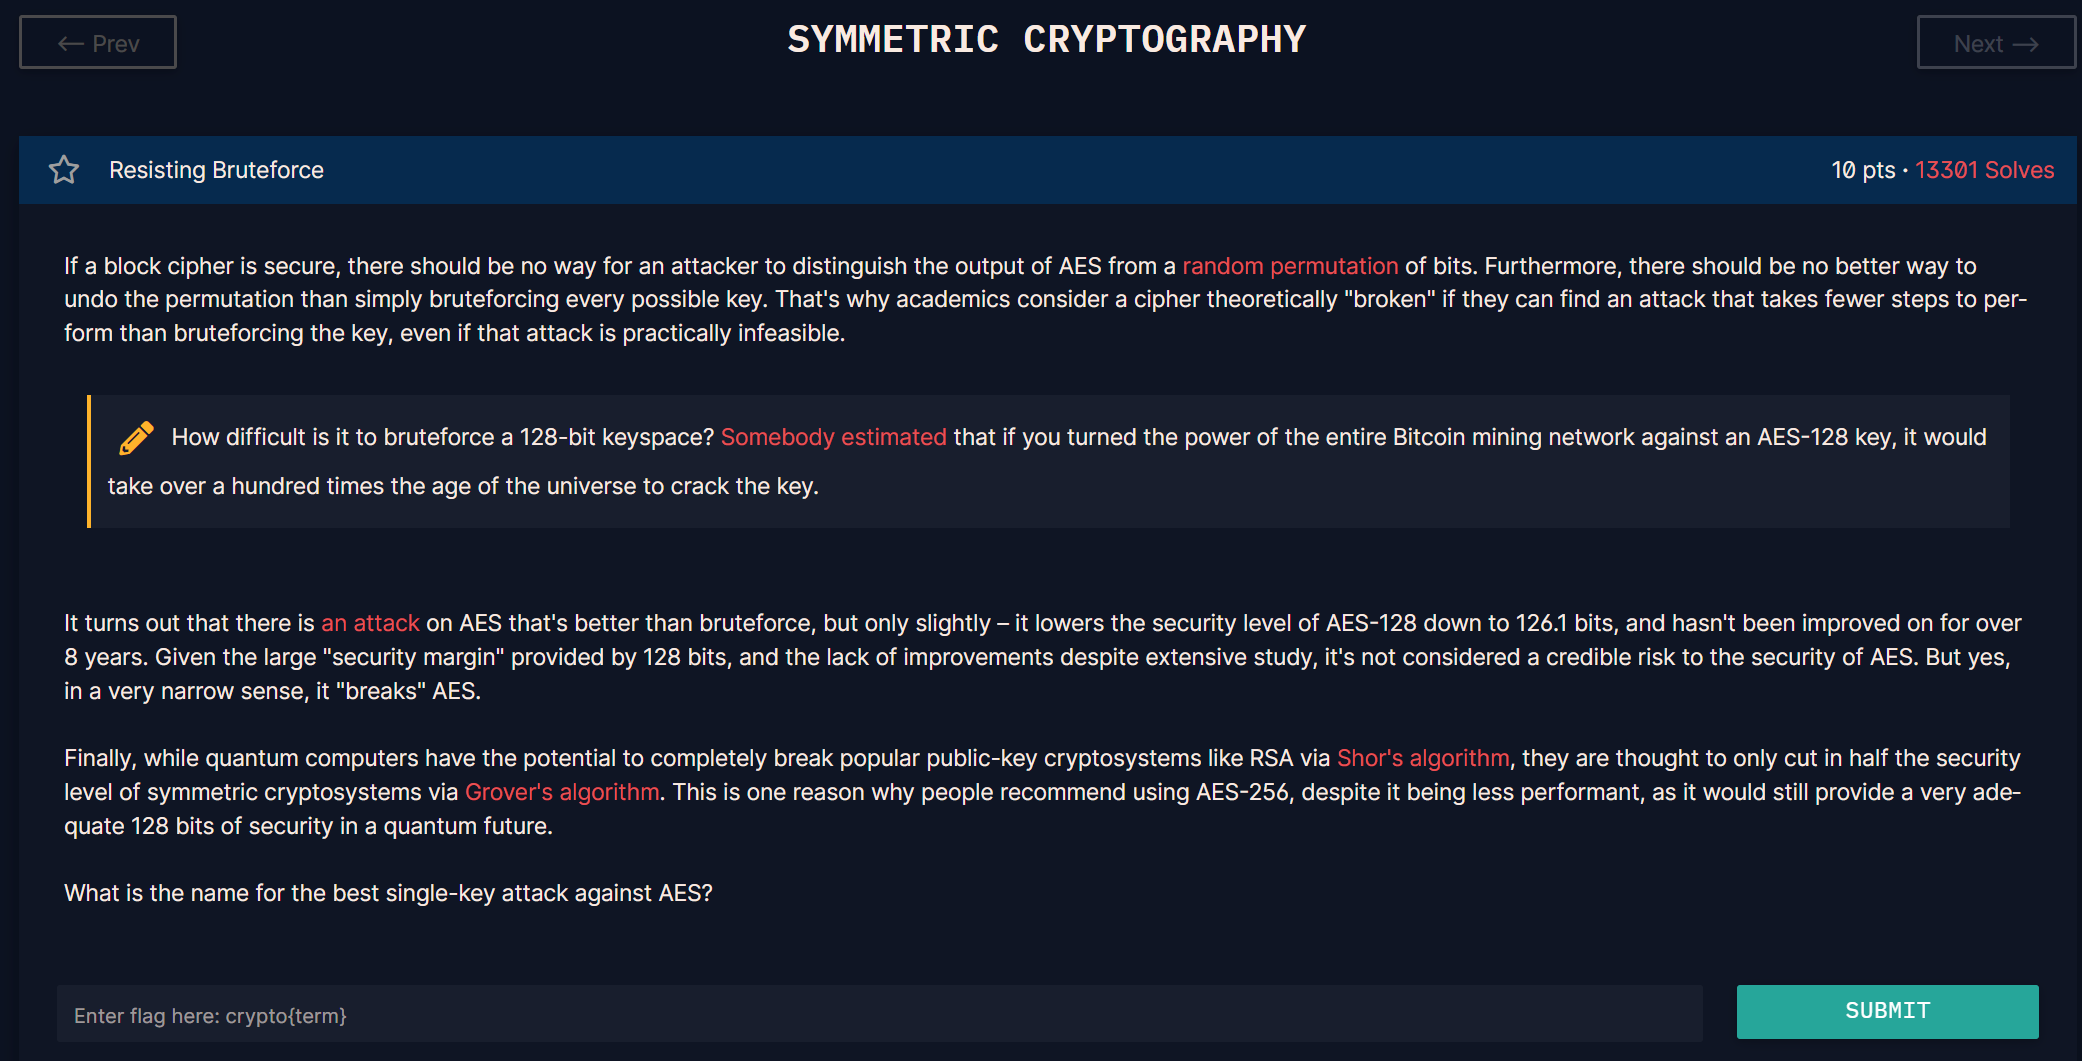 ← Prev
SYMMETRIC CRYPTOGRAPHY
Next →
Resisting Bruteforce
10 pts · 13301 Solves
If a block cipher is secure, there should be no way for an attacker to distinguish the output of AES from a random permutation of bits. Furthermore, there should be no better way to
undo the permutation than simply bruteforcing every possible key. That's why academics consider a cipher theoretically "broken" if they can find an attack that takes fewer steps to per-
form than bruteforcing the key, even if that attack is practically infeasible.
How difficult is it to bruteforce a 128-bit keyspace? Somebody estimated that if you turned the power of the entire Bitcoin mining network against an AES-128 key, it would
take over a hundred times the age of the universe to crack the key.
It turns out that there is an attack on AES that's better than bruteforce, but only slightly – it lowers the security level of AES-128 down to 126.1 bits, and hasn't been improved on for over
8 years. Given the large "security margin" provided by 128 bits, and the lack of improvements despite extensive study, it's not considered a credible risk to the security of AES. But yes,
in a very narrow sense, it "breaks" AES.
Finally, while quantum computers have the potential to completely break popular public-key cryptosystems like RSA via Shor's algorithm, they are thought to only cut in half the security
level of symmetric cryptosystems via Grover's algorithm. This is one reason why people recommend using AES-256, despite it being less performant, as it would still provide a very ade-
quate 128 bits of security in a quantum future.
What is the name for the best single-key attack against AES?
Enter flag here: crypto{term}
SUBMIT